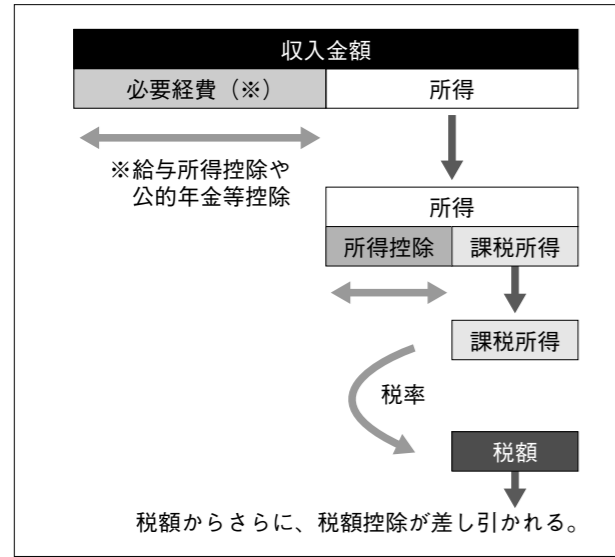 収入金額
必要経費（※）
所得
※給与所得控除や
公的年金等控除
所得
所得控除
課税所得
課税所得
税率
税額
税額からさらに、税額控除が差し引かれる。